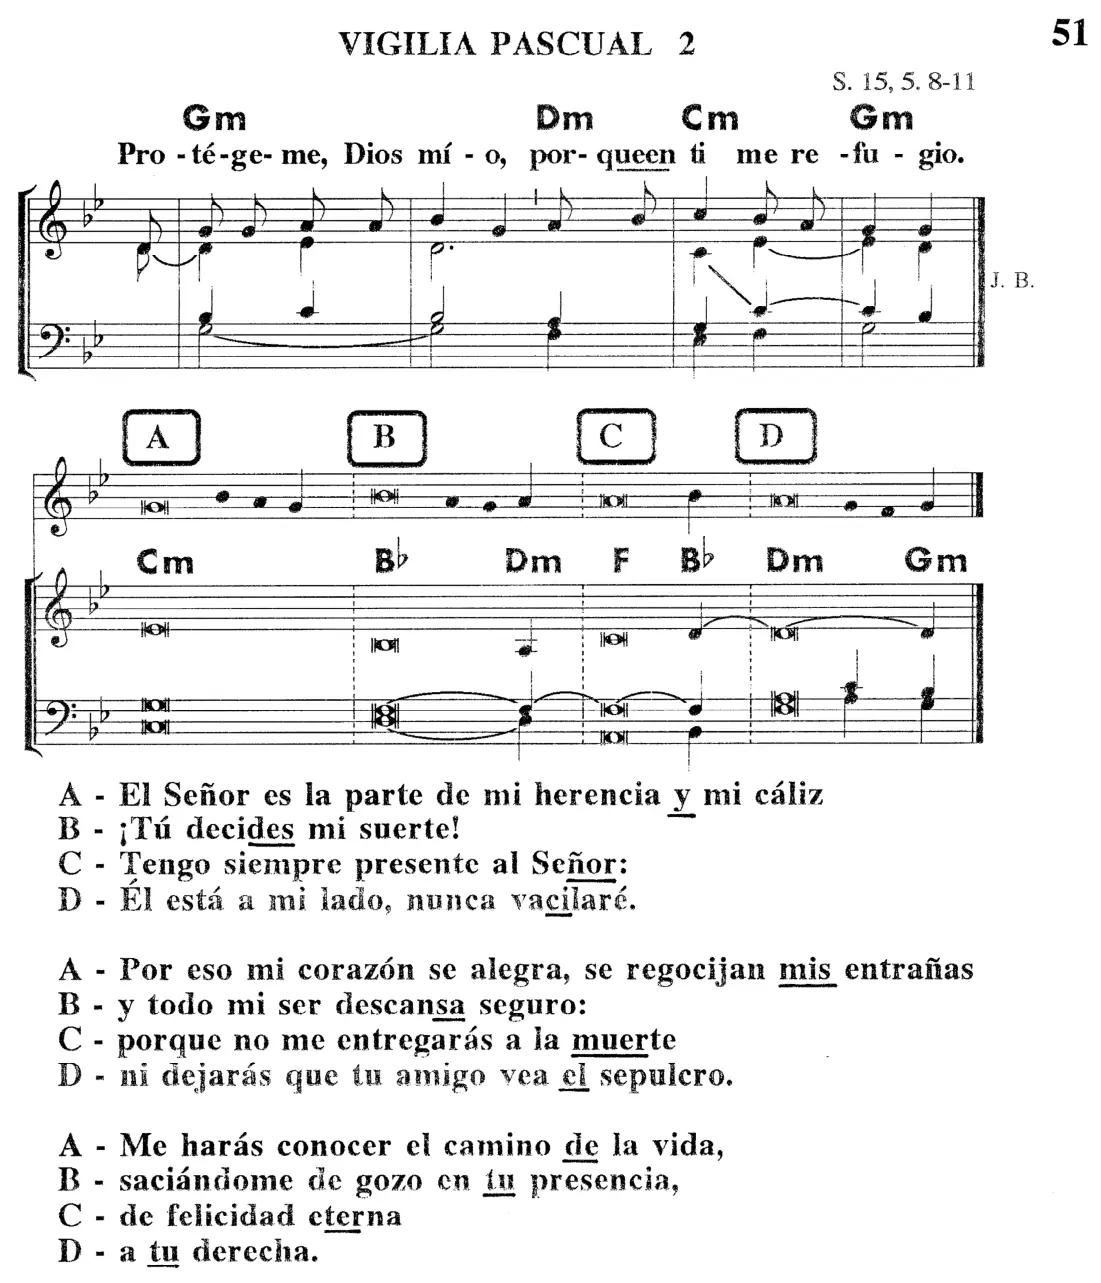 VIGILIA PASCUAL 2
51
S. 15, 5. 8-11
Gm Dm Cm Gm
Pro - té-ge- me, Dios mí - o, por- queen ti me re -fu - gio.
J. B.
A B C D
Cm B♭ Dm F B♭ Dm Gm
A - El Señor es la parte de mi herencia y mi cáliz
B - ¡Tú decides mi suerte!
C - Tengo siempre presente al Señor:
D - Él está a mi lado, nunca vacilaré.
A - Por eso mi corazón se alegra, se regocijan mis entrañas
B - y todo mi ser descansa seguro:
C - porque no me entregarás a la muerte
D - ni dejarás que tu amigo vea el sepulcro.
A - Me harás conocer el camino de la vida,
B - saciándome de gozo en tu presencia,
C - de felicidad eterna
D - a tu derecha.